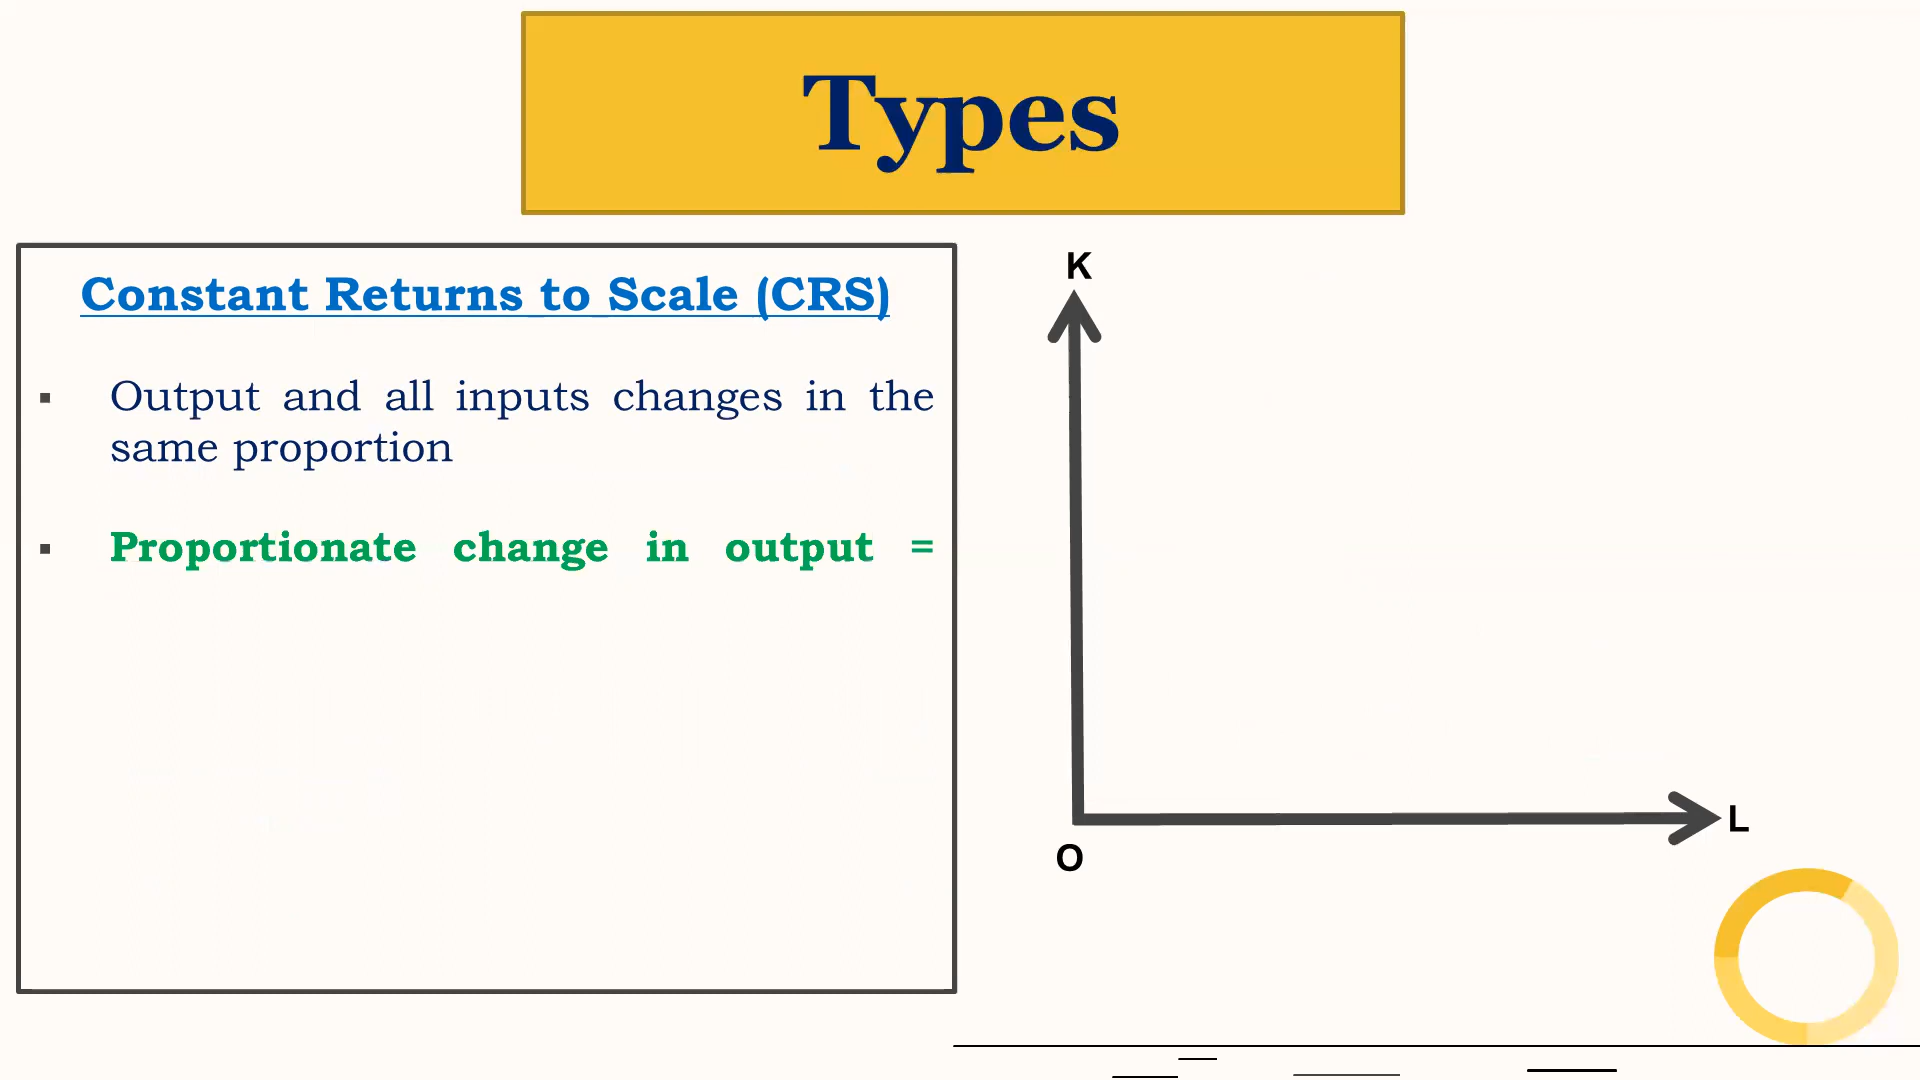 Types
Constant Returns to Scale (CRS)
▪ Output and all inputs changes in the
same proportion
▪ Proportionate change in output =
K
L
O